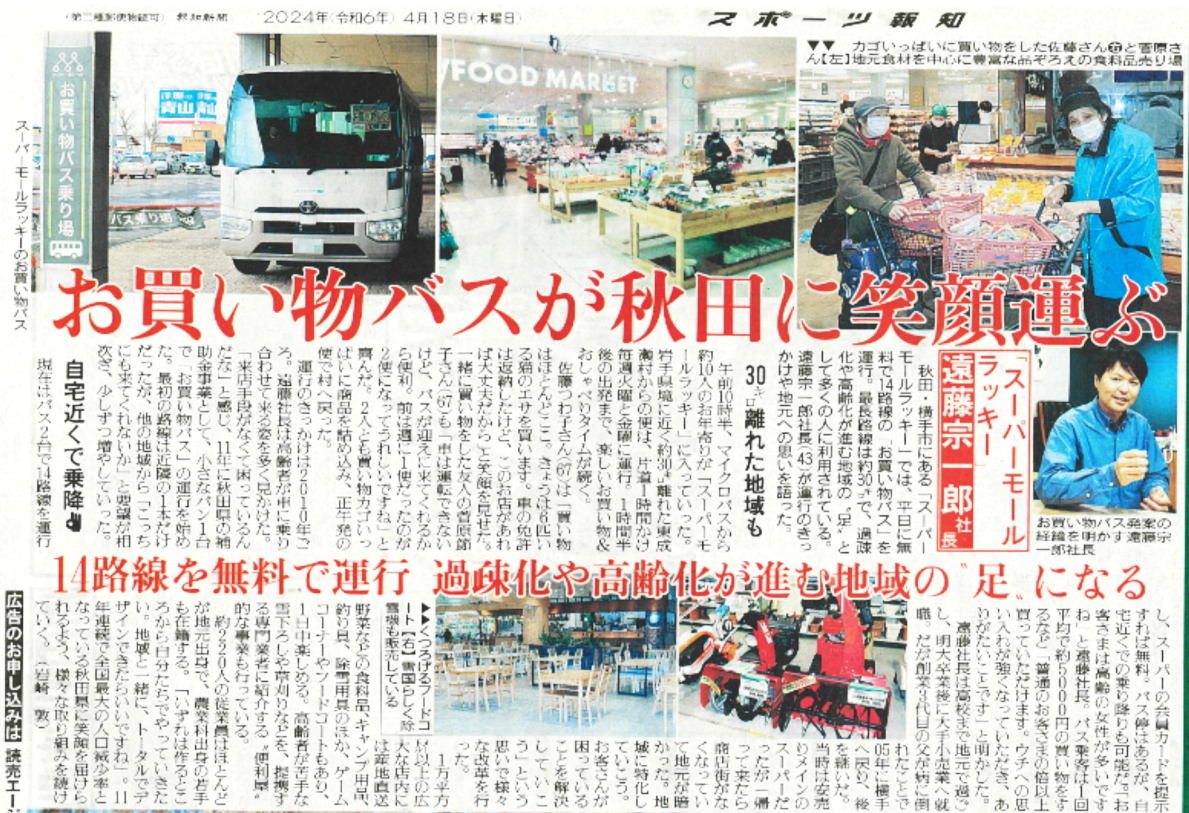 (第三種郵便物認可) 報知新聞 2024年(令和6年) 4月18日(木曜日)
スポーツ報知
お買い物バス乗り場
洋服の青山
バス乗り場
FOOD MARKET
▼▼ カゴいっぱいに買い物をした佐藤さん㊨と菅原さ
ん【左】地元食材を中心に豊富な品ぞろえの食料品売り場
スーパーモールラッキーのお買い物バス
お買い物バスが秋田に笑顔運ぶ
「スーパーモール
ラッキー」
遠藤宗一郎社長
お買い物バス発案の
経緯を明かす遠藤宗
一郎社長
秋田・横手市にある「スーパー
モールラッキー」では、平日に無
料で14路線の「お買い物バス」を
運行。最長路線は約30㌔で、過疎
化や高齢化が進む地域の〝足〟と
して多くの人に利用されている。
遠藤宗一郎社長(43)が運行のきっ
かけや地元への思いを語った。
30㌔離れた地域も
午前10時半、マイクロバスから
約10人のお年寄りが「スーパーモ
ールラッキー」に入っていった。
岩手県境に近く約30㌔離れた東成
瀬村からの便は、片道1時間かけ
毎週火曜と金曜に運行。1時間半
後の出発まで、楽しいお買い物&
おしゃべりタイムが続く。
佐藤つわ子さん(87)は「買い物
はほとんどここ。きょうは6匹い
る猫のエサを買います。車の免許
は返納したけど、このお店があれ
ば大丈夫だから」と笑顔を見せた。
一緒に買い物をした友人の菅原節
子さん(87)も「車は運転できない
けど、バスが迎えに来てくれるか
ら便利。前は週に1便だったのが
2便になってうれしいですね」と
喜んだ。2人とも買い物カゴいっ
ぱいに商品を詰め込み、正午発の
便で村へ戻った。
運行のきっかけは2010年ご
ろ。遠藤社長は高齢者が車に乗り
合わせて来る姿を多く見かけた。
「来店手段がなくて困っているん
だな」と感じ、11年に秋田県の補
助金事業として、小さなバン1台
で「お買い物バス」の運行を始め
た。最初の路線は近隣の1本だけ
だったが、他の地域から「こっち
にも来てくれないか」と要望が相
次ぎ、少しずつ増やしていった。
自宅近くで乗降
現在はバス2台で14路線を運行
14路線を無料で運行 過疎化や高齢化が進む地域の〝足〟になる
し、スーパーの会員カードを提示
すれば無料。バス停はあるが、自
宅近くでの乗り降りも可能だ。「お
客さまは高齢の女性が多いです
ね」と遠藤社長。バス乗客は1回
平均で約5000円の買い物をす
るなど「普通のお客さまの倍以上
買っていただけます。ウチへの思
い入れが強くなっていただき、あ
りがたいことです」と明かした。
遠藤社長は高校まで地元で過ご
し、明大卒業後に大手小売業へ就
職。だが創業3代目の父が病に倒
れたことで
05年に横手
へ戻り、後
を継いだ。
当時は安売
りメインの
スーパーだ
ったが「帰
って来たら
商店街がな
くなってい
て地元が暗
かった。地
域に特化し
ていこう。
お客さんが
困っている
ことを解決
していこ
う」という
思いで様々
な改革を行
った。
1万平方
㍍以上の広
大な店内に
は産地直送
▶▶くつろげるフードコ
ート【右】雪国らしく除
雪機も販売している
野菜などの食料品、キャンプ用品、
釣り具、除雪用具のほか、ゲーム
コーナーやフードコートもあり、
1日中楽しめる。高齢者が苦手な
雪下ろしや草刈りなどを、提携す
る専門業者に紹介する〝便利屋〟
的な事業も行っている。
約220人の従業員はほとんど
が地元出身で、農業科出身の若手
も在籍する。「いずれは作るとこ
ろから自分たちでやっていきた
い。地域と一緒に、トータルでデ
ザインできたらいいですね」。11
年連続で全国最大の人口減少率と
なっている秋田県に笑顔を届けら
れるよう、様々な取り組みを続け
ていく。(岩崎 敦)
広告のお申し込みは 読売エー